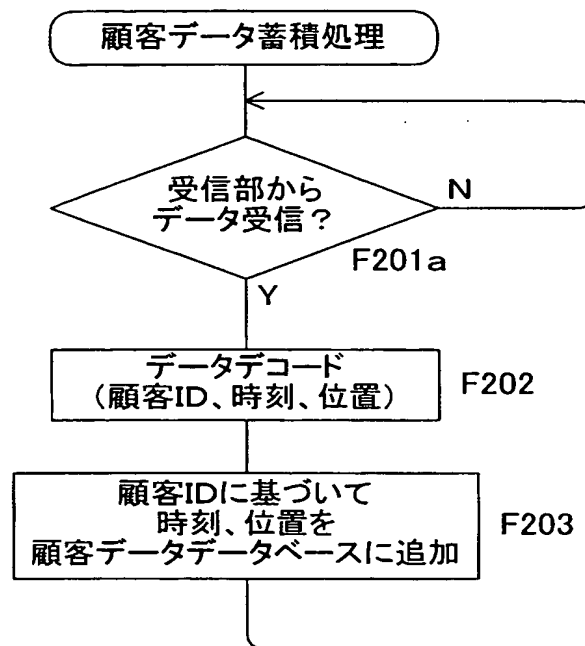 顧客データ蓄積処理
受信部から
データ受信？
N
F201a
Y
データデコード
（顧客ID、時刻、位置）
F202
顧客IDに基づいて
時刻、位置を
顧客データデータベースに追加
F203